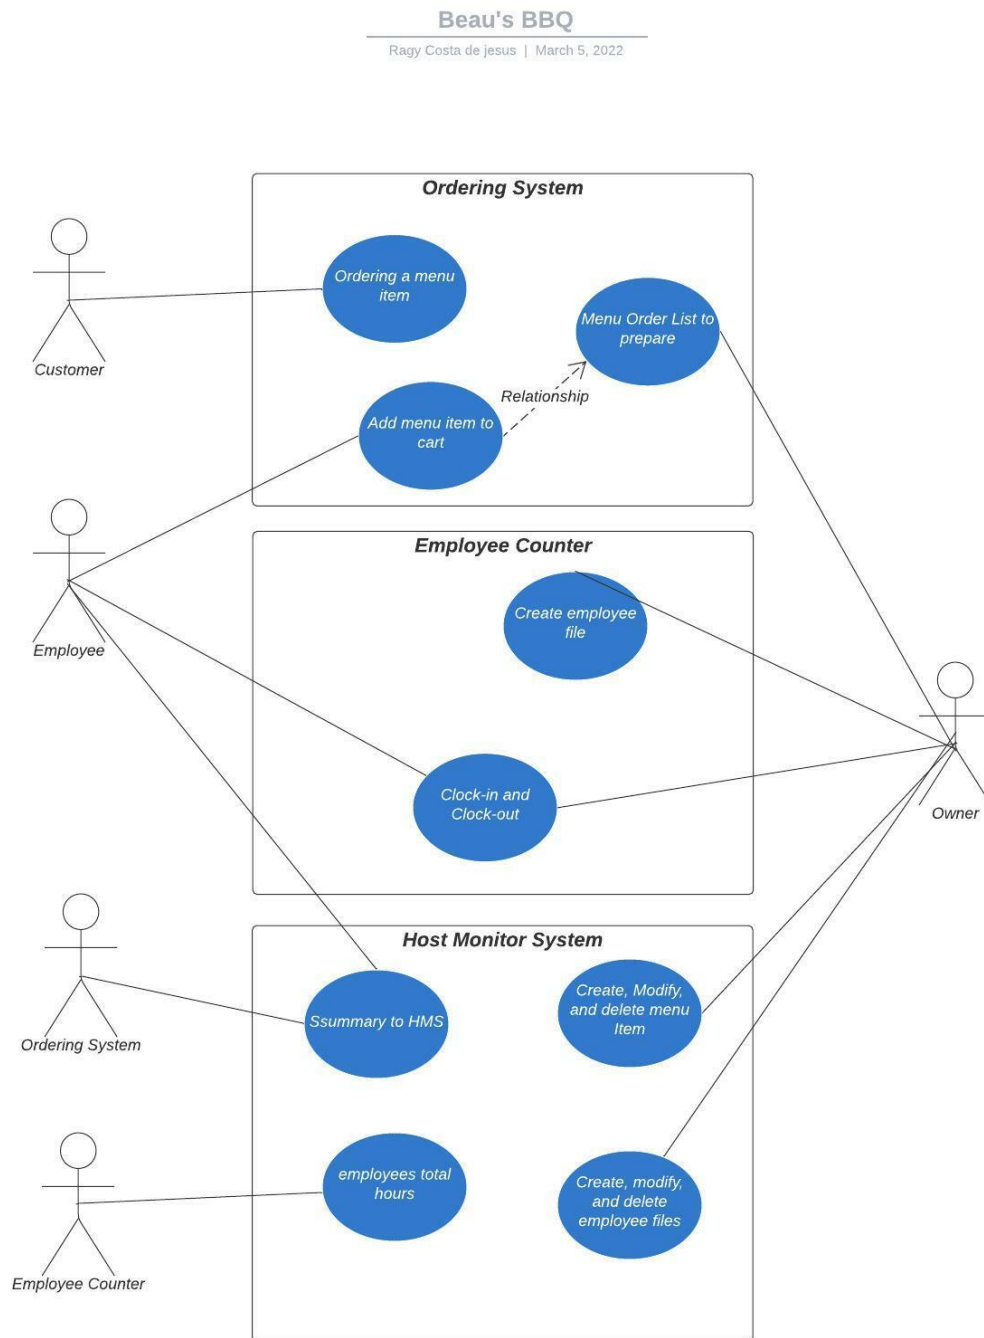 Beau's BBQ
Ragy Costa de jesus | March 5, 2022
Ordering System
Ordering a menu
item
Menu Order List to
prepare
Customer
Relationship
Add menu item to
cart
Employee Counter
Create employee
file
Employee
Clock-in and
Clock-out
Owner
Host Monitor System
Create, Modify,
and delete menu
Item
Ssummary to HMS
Ordering System
employees total
hours
Create, modify,
and delete
employee files
Employee Counter